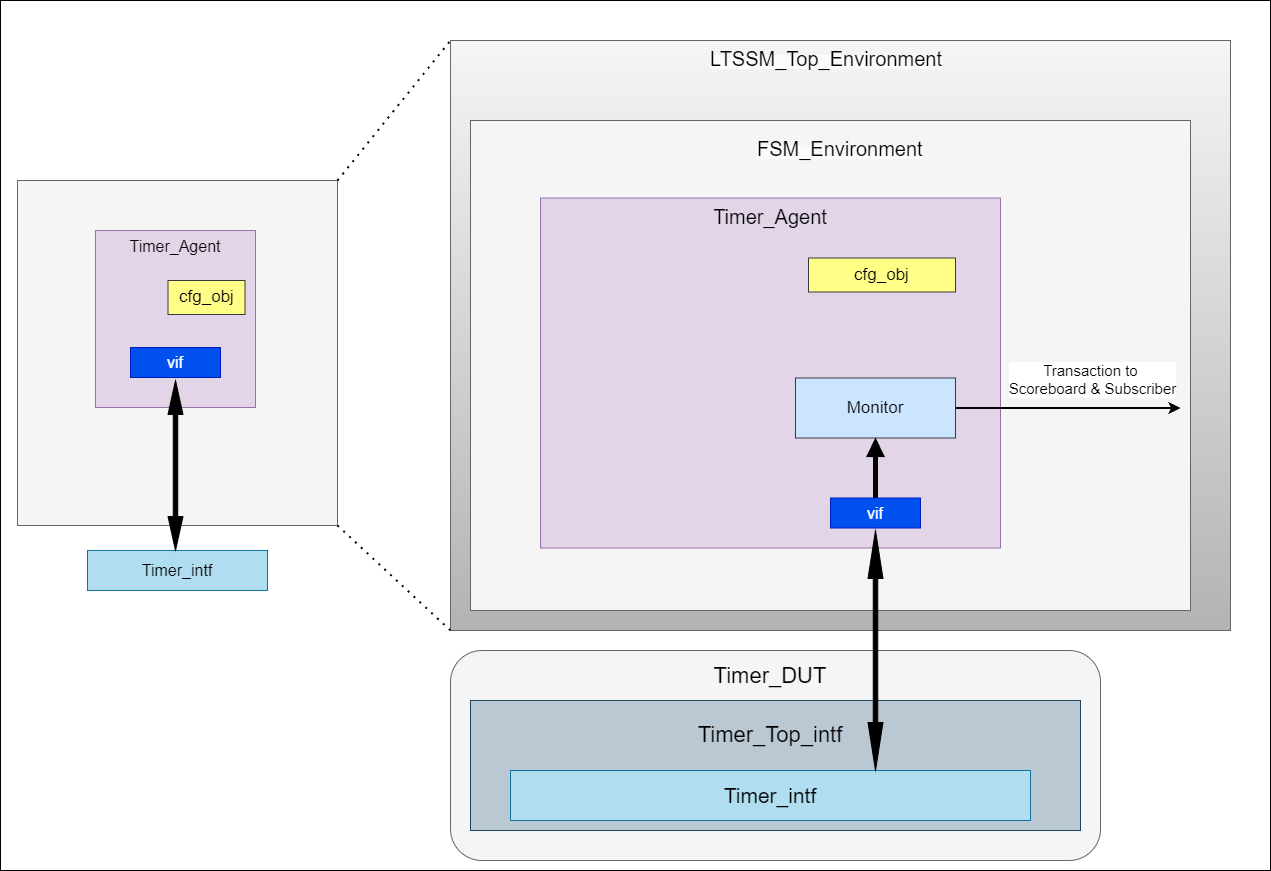 LTSSM_Top_Environment
FSM_Environment
Timer_Agent
cfg_obj
vif
Timer_intf
Timer_Agent
cfg_obj
Monitor
Transaction to
Scoreboard & Subscriber
vif
Timer_DUT
Timer_Top_intf
Timer_intf